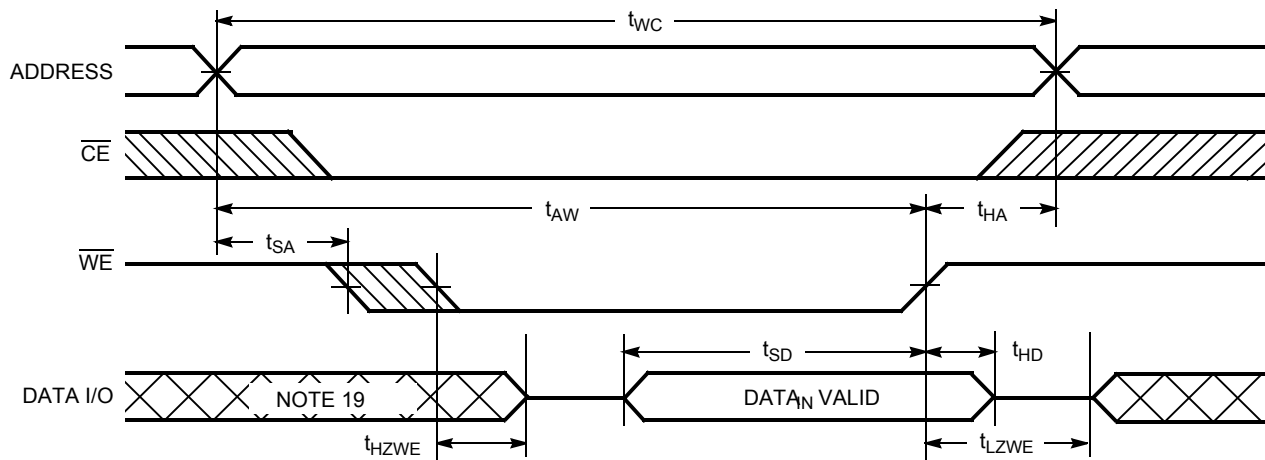 tWC
ADDRESS
CE
tAW
tHA
tSA
WE
tSD
tHD
DATA I/O
NOTE 19
DATAIN VALID
tHZWE
tLZWE